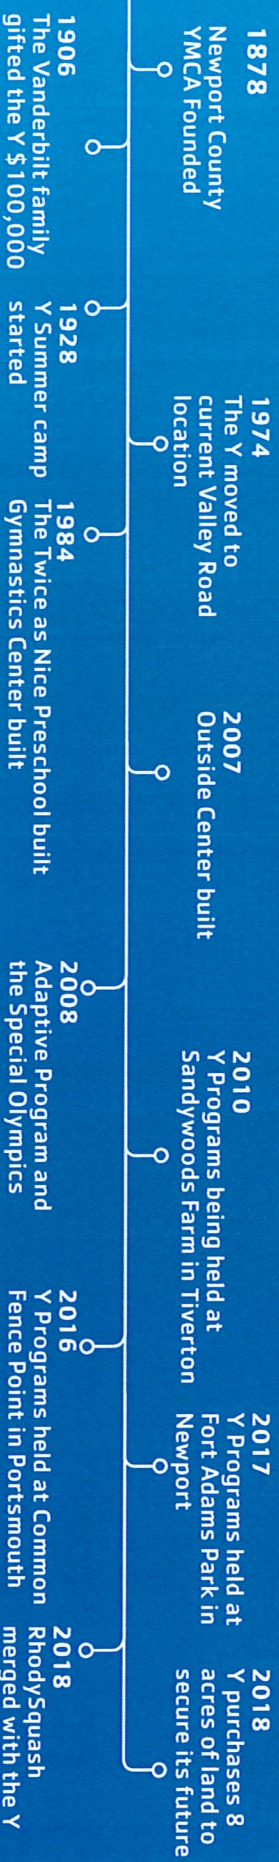 1878
Newport County
YMCA Founded
1906
The Vanderbilt family
gifted the Y $100,000
1928
Y Summer camp
started
1974
The Y moved to
current Valley Road
location
1984
The Twice as Nice Preschool built
Gymnastics Center built
2007
Outside Center built
2008
Adaptive Program and
the Special Olympics
2010
Y Programs being held at
Sandywoods Farm in Tiverton
2016
Y Programs held at Common
Fence Point in Portsmouth
2017
Y Programs held at
Fort Adams Park in
Newport
2018
RhodySquash
merged with the Y
2018
Y purchases 8
acres of land to
secure its future